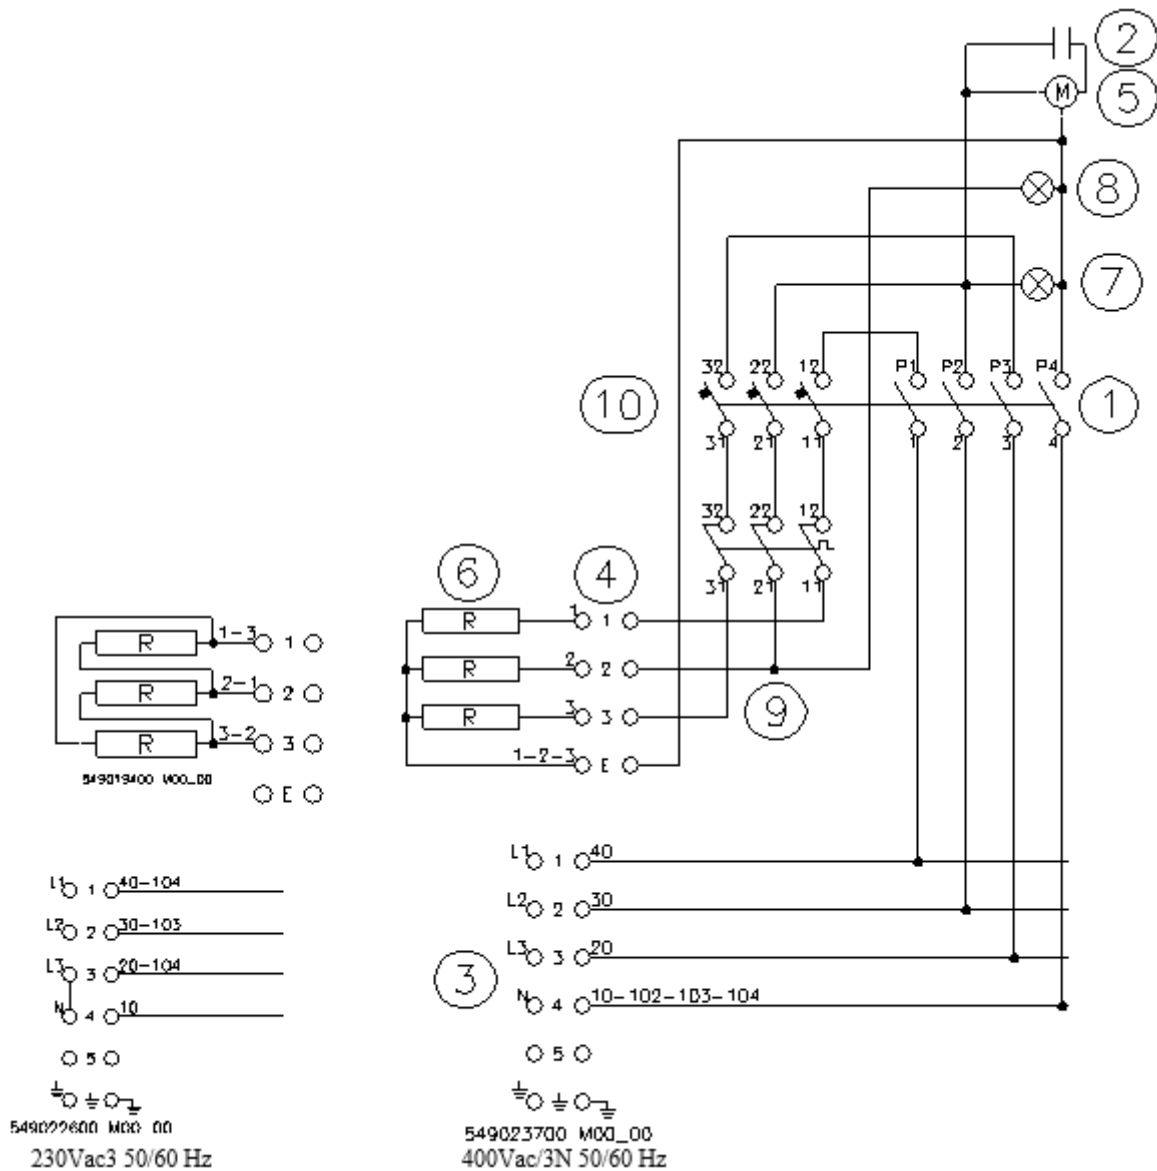 2
M 5
8
7
32 22 12 P1 P2 P3 P4
10 1
31 21 11 1 2 3 4
32 22 12
31 21 11
6 4
R 1 1
R 2 2
R 3 3
1-2-3 E
9
R 1-3 1
R 2-1 2
R 3-2 3
549019400 M00_00
E
L1 1 40
L2 2 30
L3 3 20
3
N 4 10-102-103-104
5
549023700 M00_00
400Vac/3N 50/60 Hz
L1 1 40-104
L2 2 30-103
L3 3 20-104
N 4 10
5
549022600 M00_00
230Vac3 50/60 Hz